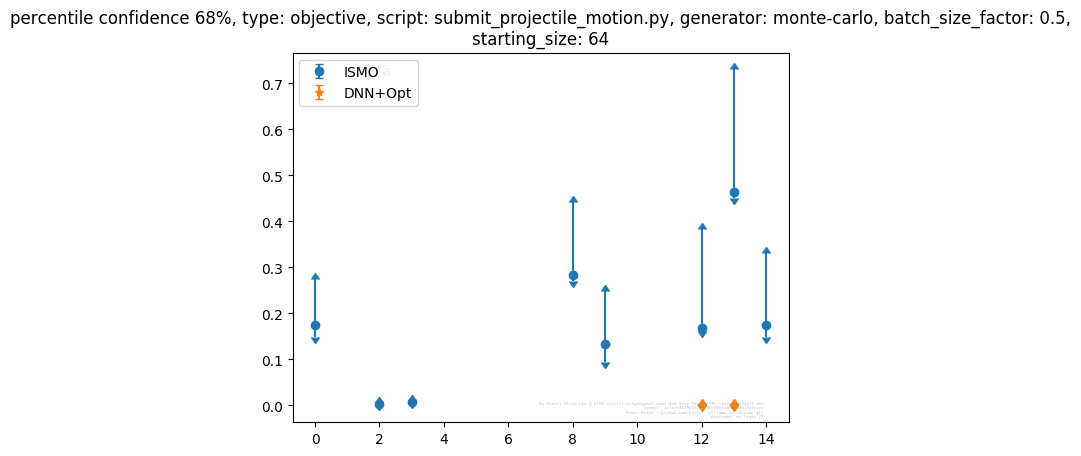 percentile confidence 68%, type: objective, script: submit_projectile_motion.py, generator: monte-carlo, batch_size_factor: 0.5,
starting_size: 64
ISMO
DNN+Opt
0.7
0.6
0.5
0.4
0.3
0.2
0.1
0.0
0 2 4 6 8 10 12 14